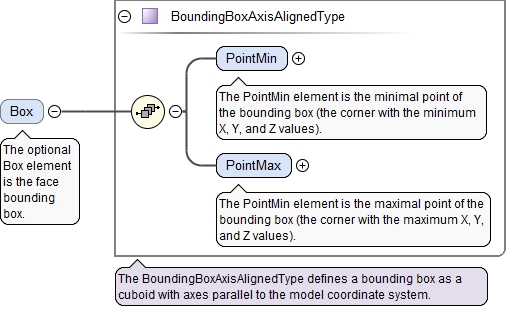 BoundingBoxAxisAlignedType
PointMin
The PointMin element is the minimal point of
the bounding box (the corner with the minimum
X, Y, and Z values).
Box
The optional
Box element
is the face
bounding
box.
PointMax
The PointMin element is the maximal point of the
bounding box (the corner with the maximum X, Y,
and Z values).
The BoundingBoxAxisAlignedType defines a bounding box as a
cuboid with axes parallel to the model coordinate system.